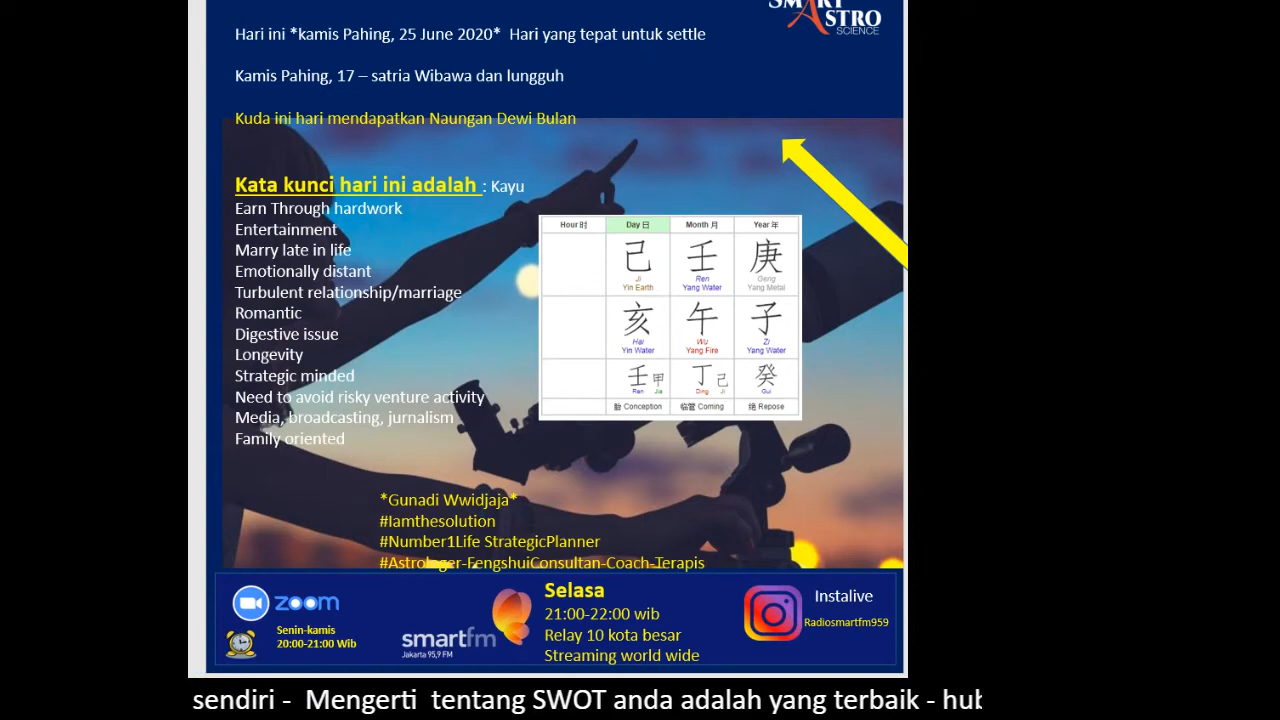 SMART
ASTRO
SCIENCE
Hari ini *kamis Pahing, 25 June 2020* Hari yang tepat untuk settle
Kamis Pahing, 17 – satria Wibawa dan lungguh
Kuda ini hari mendapatkan Naungan Dewi Bulan
Kata kunci hari ini adalah : Kayu
Earn Through hardwork
Entertainment
Marry late in life
Emotionally distant
Turbulent relationship/marriage
Romantic
Digestive issue
Longevity
Strategic minded
Need to avoid risky venture activity
Media, broadcasting, jurnalism
Family oriented
Hour 时 Day 日 Month 月 Year 年
己 壬 庚
Ji Ren Geng
Yin Earth Yang Water Yang Metal
亥 午 子
Hai Wu Zi
Yin Water Yang Fire Yang Water
壬 甲 丁 己 癸
Ren Jia Ding Ji Gui
胎 Conception 临官 Coming 绝 Repose
*Gunadi Wwidjaja*
#Iamthesolution
#Number1Life StrategicPlanner
#Astrologer-FengshuiConsultan-Coach-Terapis
zoom
Senin-kamis
20:00-21:00 Wib
smartfm
Jakarta 95,9 FM
Selasa
21:00-22:00 wib
Relay 10 kota besar
Streaming world wide
Instalive
Radiosmartfm959
sendiri - Mengerti tentang SWOT anda adalah yang terbaik - hub